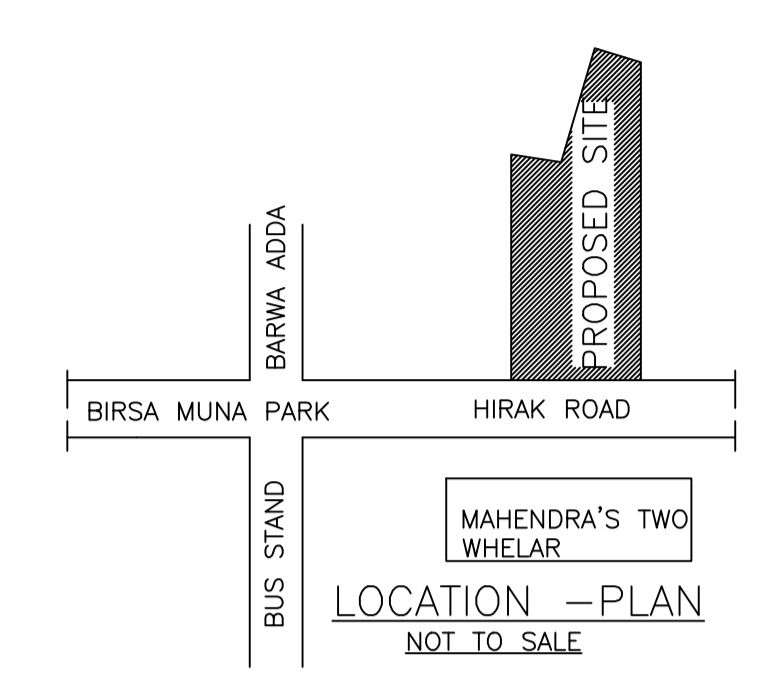 PROPOSED SITE
BARWA ADDA
BIRSA MUNA PARK
HIRAK ROAD
BUS STAND
MAHENDRA'S TWO
WHELAR
LOCATION -PLAN
NOT TO SALE